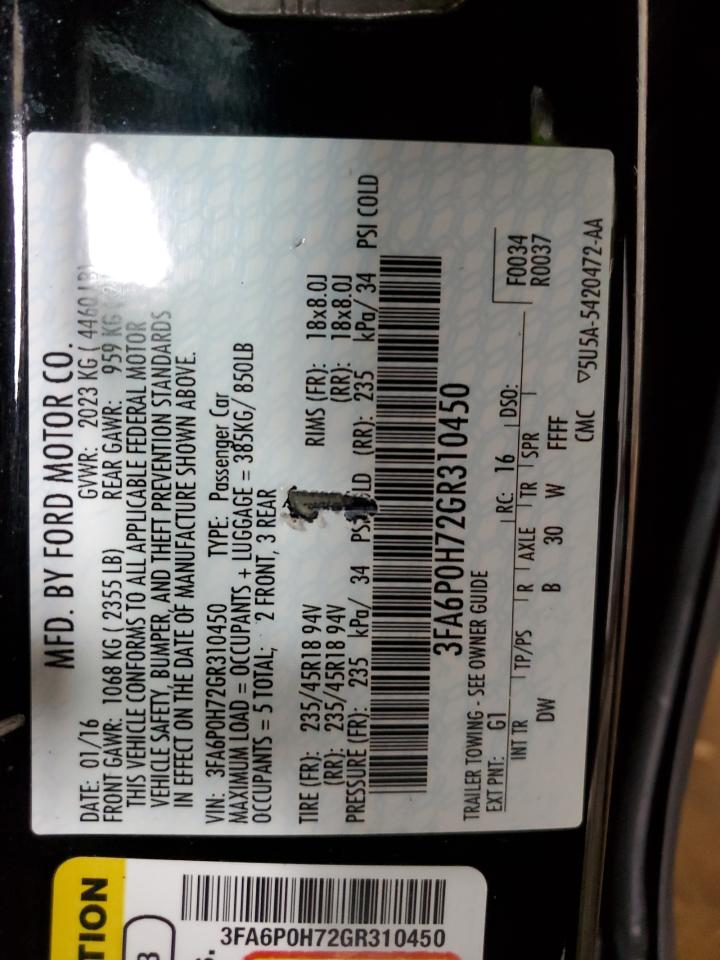 MFD. BY FORD MOTOR CO.
DATE: 01/16 GVWR: 2023 KG ( 4460 LB)
FRONT GAWR: 1068 KG ( 2355 LB) REAR GAWR: 959 KG
THIS VEHICLE CONFORMS TO ALL APPLICABLE FEDERAL MOTOR
VEHICLE SAFETY, BUMPER, AND THEFT PREVENTION STANDARDS
IN EFFECT ON THE DATE OF MANUFACTURE SHOWN ABOVE.
VIN: 3FA6P0H72GR310450 TYPE: Passenger Car
MAXIMUM LOAD = OCCUPANTS + LUGGAGE = 385KG/ 850LB
OCCUPANTS = 5 TOTAL; 2 FRONT, 3 REAR
TIRE (FR): 235/45R18 94V RIMS (FR): 18x8.0J
(RR): 235/45R18 94V (RR): 18x8.0J
PRESSURE (FR): 235 kPa/ 34 PSI COLD (RR): 235 kPa/ 34 PSI COLD
3FA6P0H72GR310450
TRAILER TOWING - SEE OWNER GUIDE
EXT PNT: G1 RC: 16 DSO: F0034
INT TR TP/PS R AXLE TR SPR R0037
DW B 30 W FFFF
CMC ▽5U5A-5420472-AA
TION
3FA6P0H72GR310450